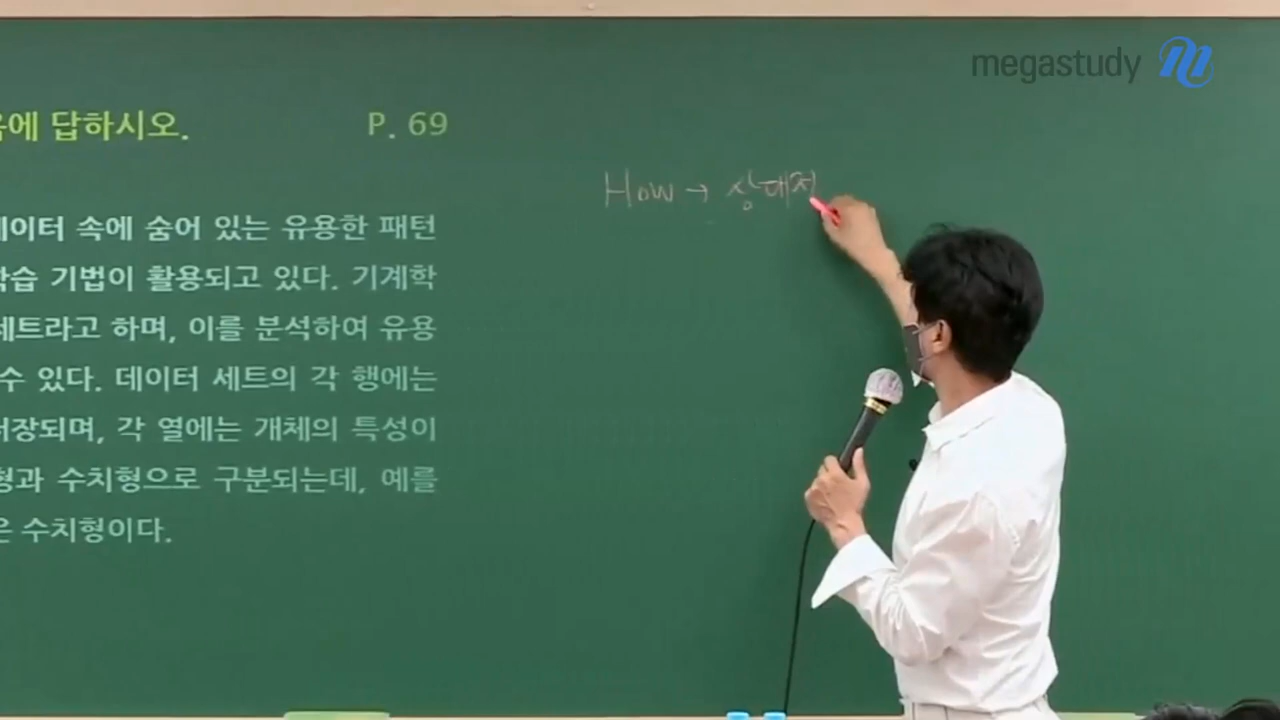 megastudy
음에 답하시오. P. 69
How → 상대저
데이터 속에 숨어 있는 유용한 패턴
학습 기법이 활용되고 있다. 기계학
세트라고 하며, 이를 분석하여 유용
수 있다. 데이터 세트의 각 행에는
저장되며, 각 열에는 개체의 특성이
형과 수치형으로 구분되는데, 예를
은 수치형이다.